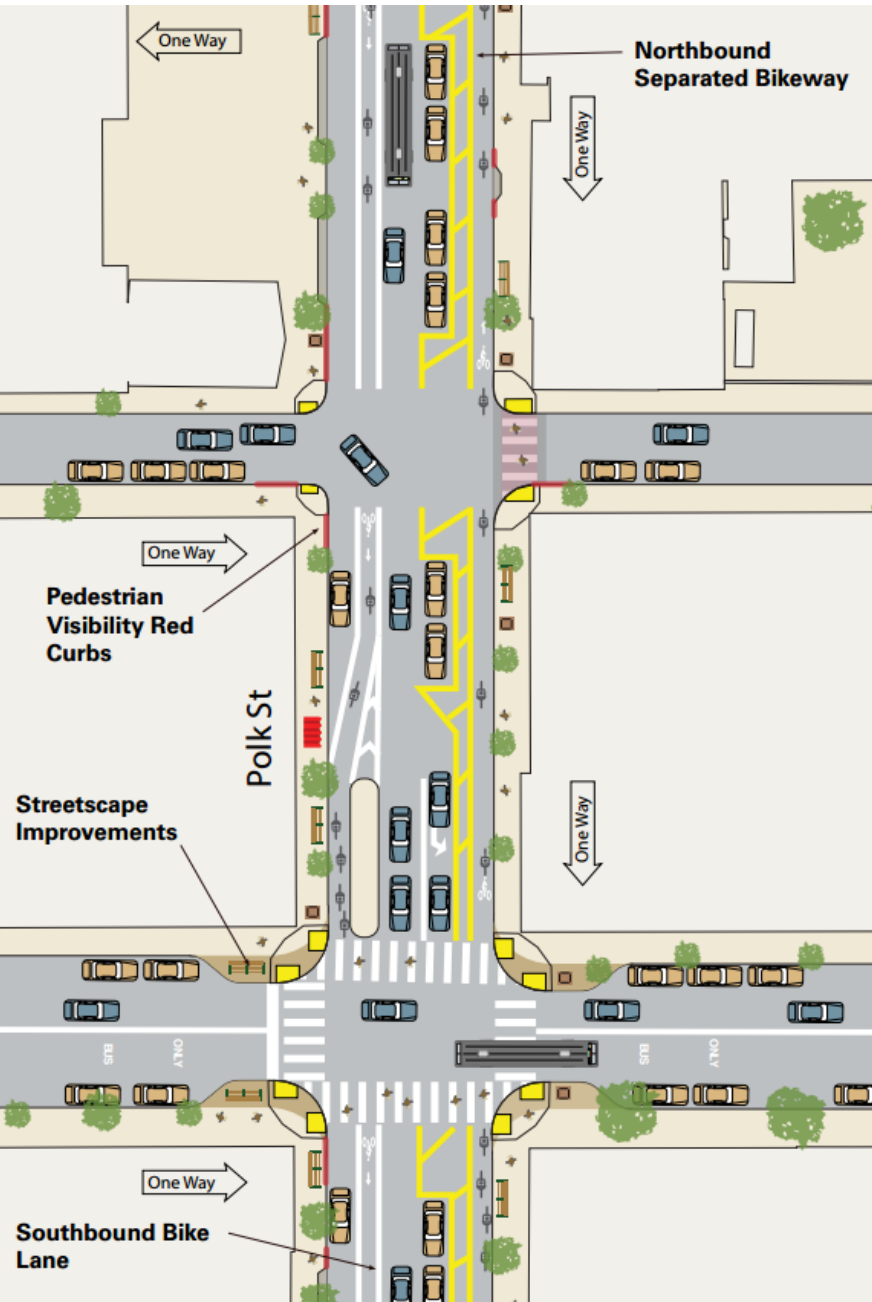 One Way
Northbound
Separated Bikeway
One Way
One Way
Pedestrian
Visibility Red
Curbs
Polk St
Streetscape
Improvements
One Way
BUS
ONLY
BUS
ONLY
One Way
Southbound Bike
Lane